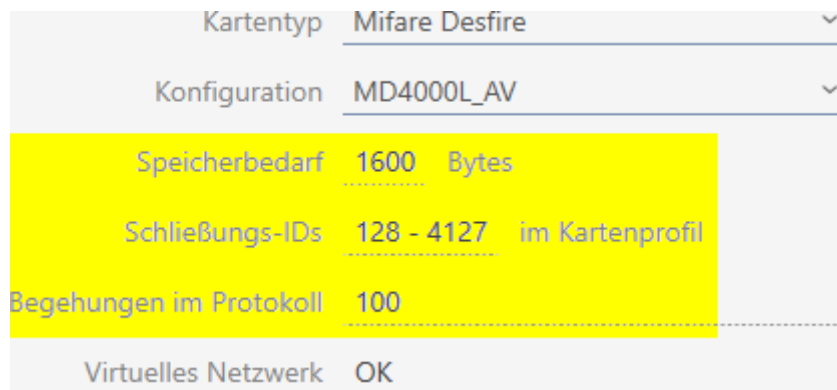 Kartentyp Mifare Desfire
Konfiguration MD4000L_AV
Speicherbedarf 1600 Bytes
Schließungs-IDs 128 - 4127 im Kartenprofil
Begehungen im Protokoll 100
Virtuelles Netzwerk OK